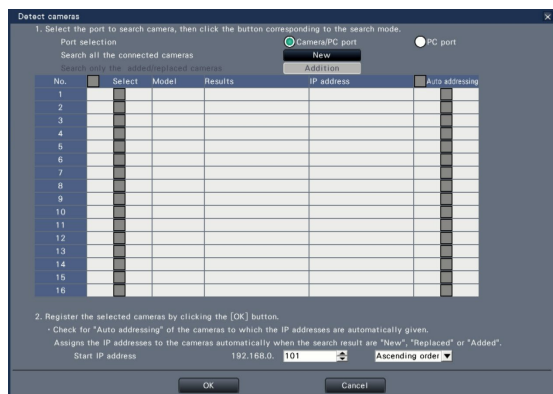 Detect cameras
1. Select the port to search camera, then click the button corresponding to the search mode.
Port selection Camera/PC port PC port
Search all the connected cameras New
Search only the added/replaced cameras Addition
No. Select Model Results IP address Auto addressing
1
2
3
4
5
6
7
8
9
10
11
12
13
14
15
16
2. Register the selected cameras by clicking the [OK] button.
・Check for "Auto addressing" of the cameras to which the IP addresses are automatically given.
Assigns the IP addresses to the cameras automatically when the search result are "New", "Replaced" or "Added".
Start IP address 192.168.0. 101 Ascending order
OK Cancel